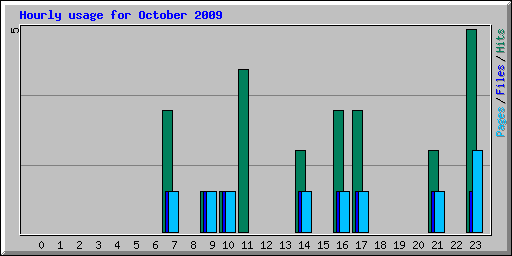 Hourly usage for October 2009
5
Pages / Files / Hits
0 1 2 3 4 5 6 7 8 9 10 11 12 13 14 15 16 17 18 19 20 21 22 23